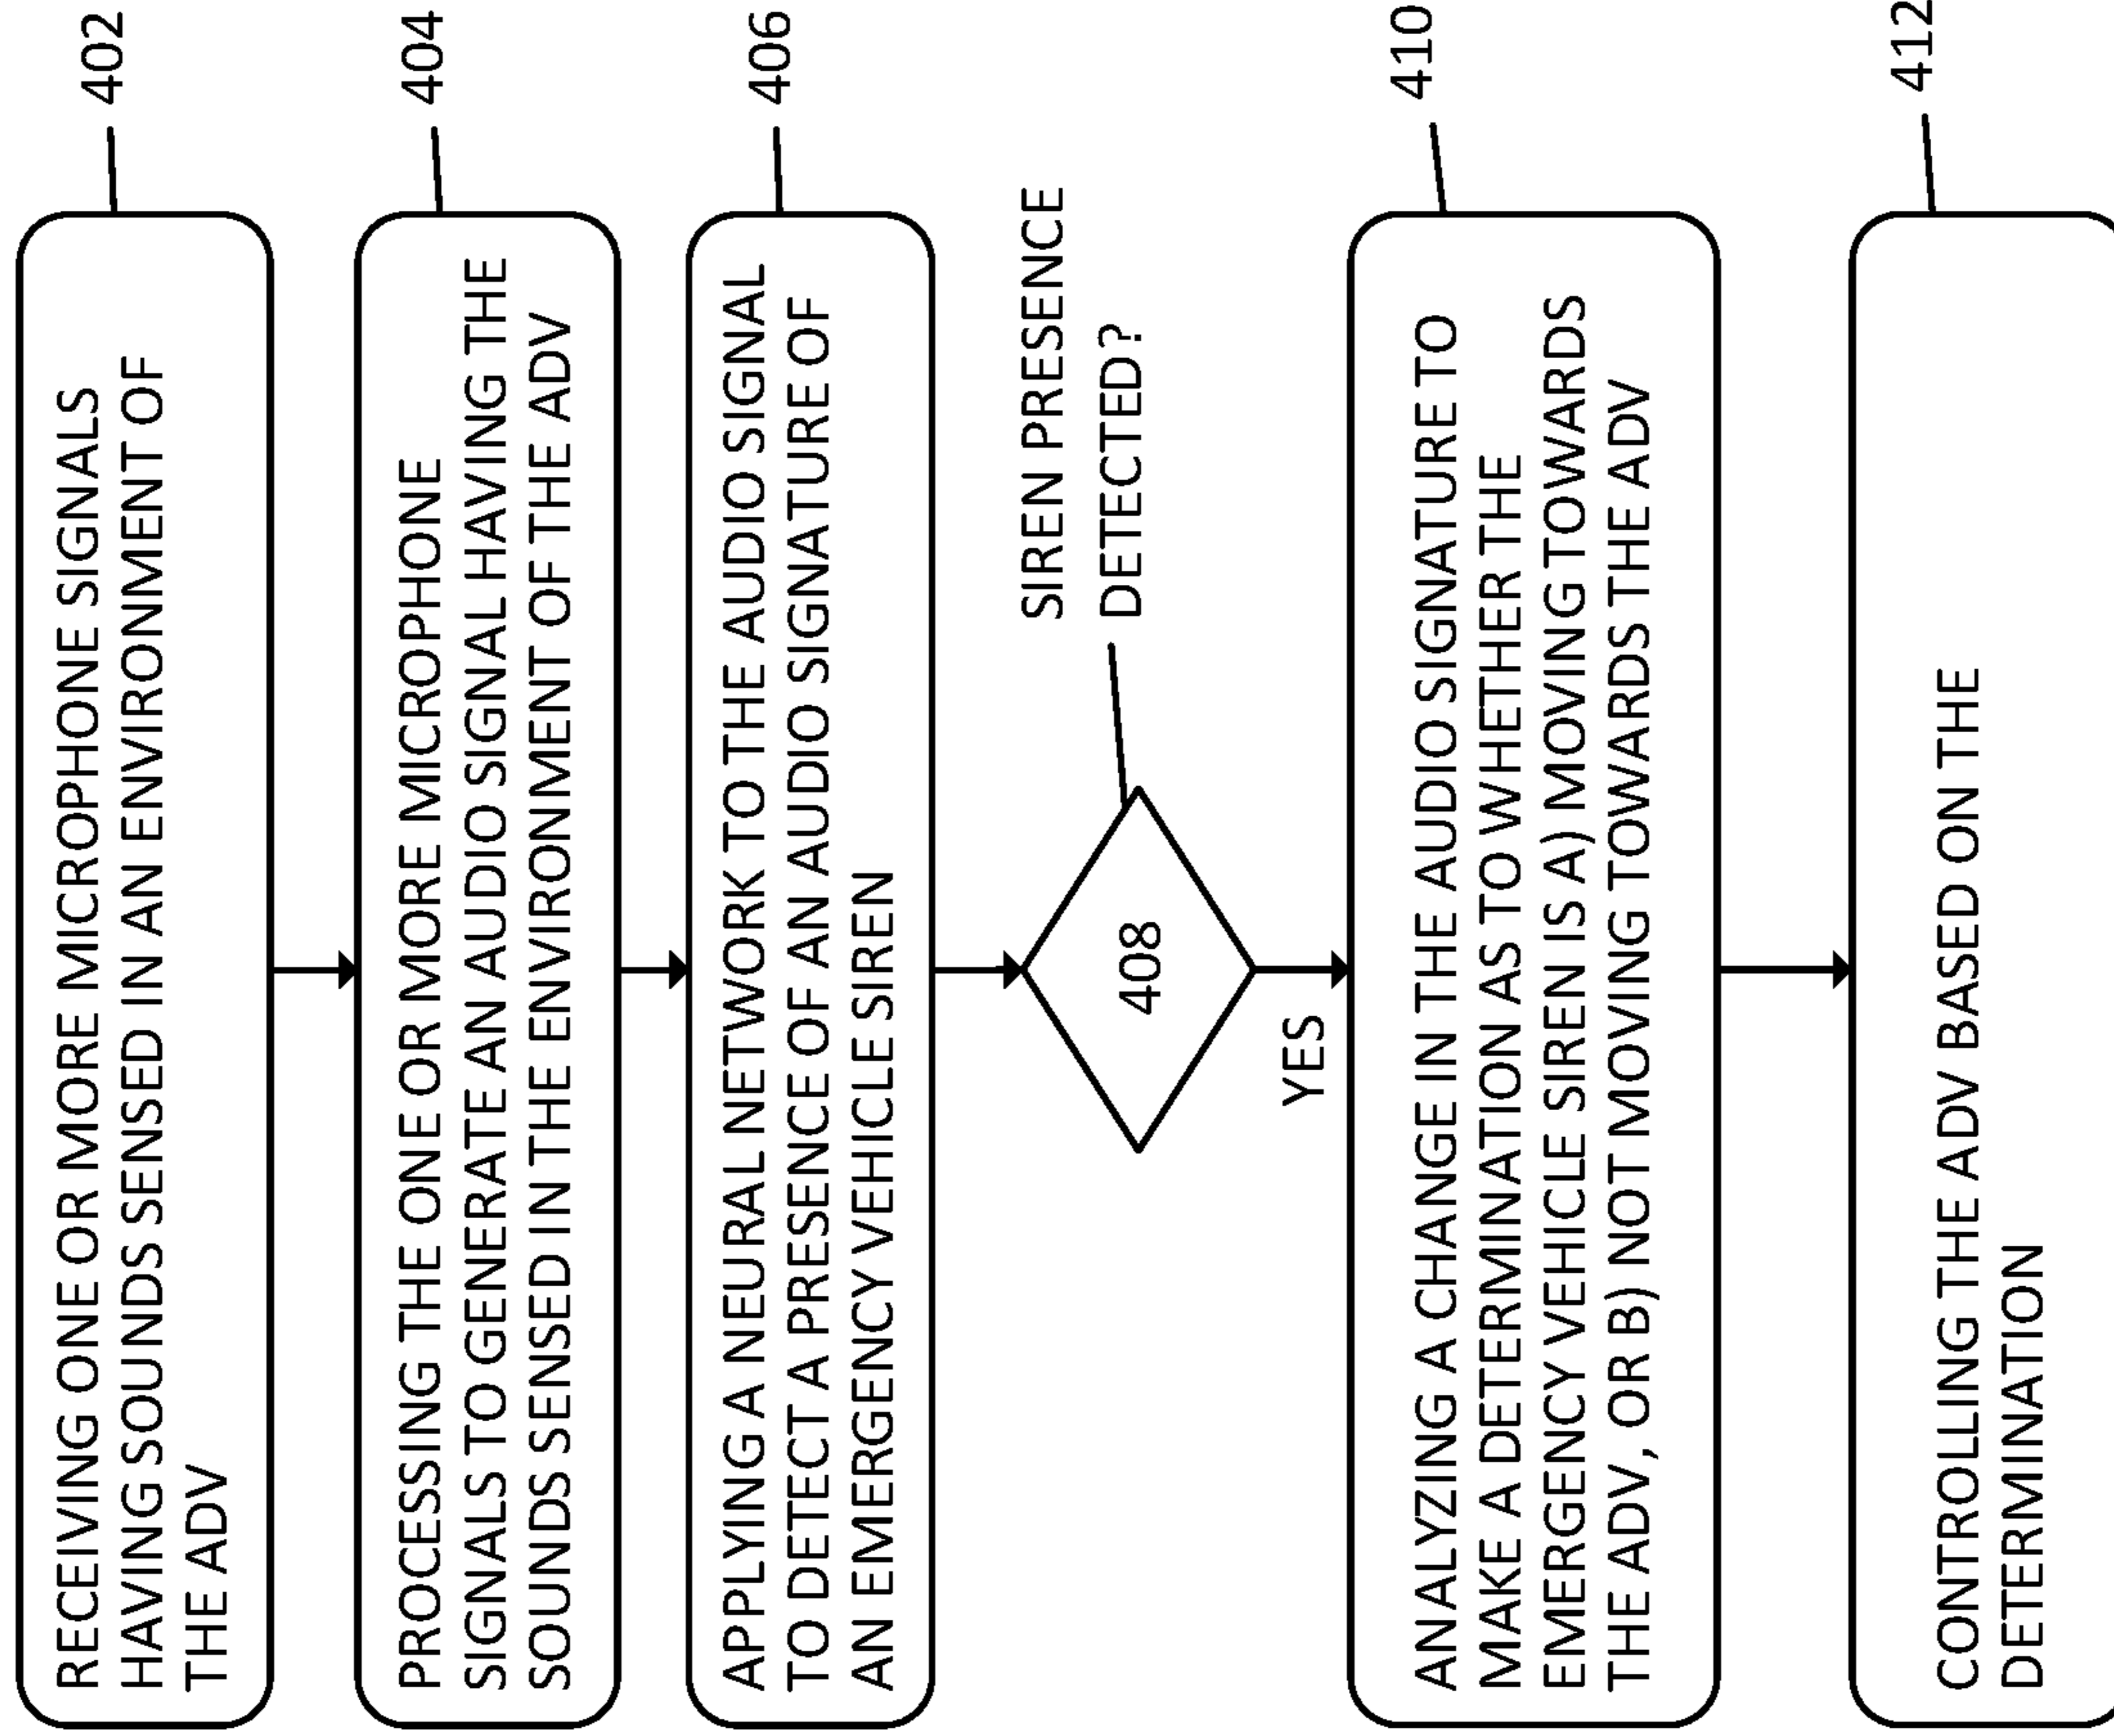 RECEIVING ONE OR MORE MICROPHONE SIGNALS
HAVING SOUNDS SENSED IN AN ENVIRONMENT OF
THE ADV
402
PROCESSING THE ONE OR MORE MICROPHONE
SIGNALS TO GENERATE AN AUDIO SIGNAL HAVING THE
SOUNDS SENSED IN THE ENVIRONMENT OF THE ADV
404
APPLYING A NEURAL NETWORK TO THE AUDIO SIGNAL
TO DETECT A PRESENCE OF AN AUDIO SIGNATURE OF
AN EMERGENCY VEHICLE SIREN
406
SIREN PRESENCE
DETECTED?
408
YES
ANALYZING A CHANGE IN THE AUDIO SIGNATURE TO
MAKE A DETERMINATION AS TO WHETHER THE
EMERGENCY VEHICLE SIREN IS A) MOVING TOWARDS
THE ADV, OR B) NOT MOVING TOWARDS THE ADV
410
CONTROLLING THE ADV BASED ON THE
DETERMINATION
412